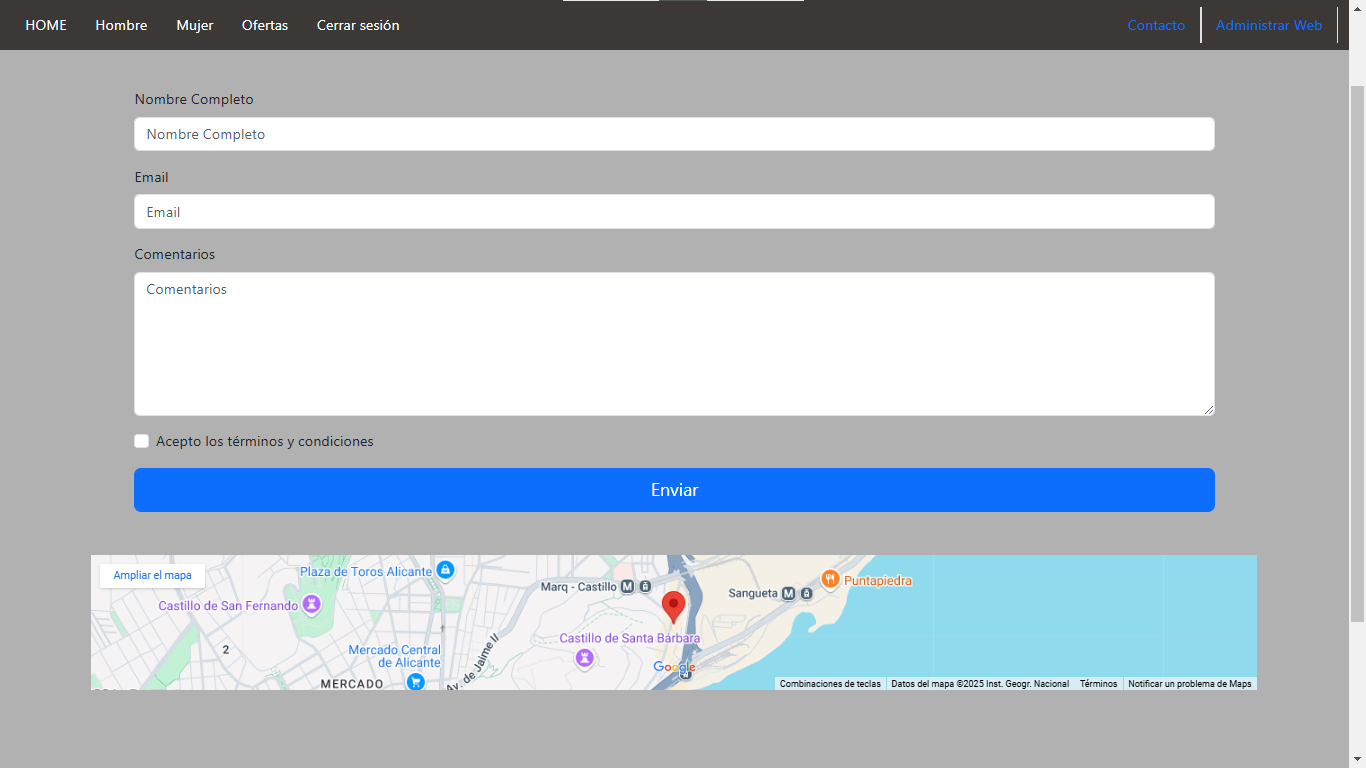 HOME Hombre Mujer Ofertas Cerrar sesión Contacto Administrar Web
Nombre Completo
Nombre Completo
Email
Email
Comentarios
Comentarios
Acepto los términos y condiciones
Enviar
Ampliar el mapa
Plaza de Toros Alicante
Marq - Castillo M
Puntapiedra
Sangueta M
Castillo de San Fernando
Castillo de Santa Bárbara
2
Mercado Central
de Alicante
Av. de Jaime II
Google
MERCADO
Combinaciones de teclas Datos del mapa ©2025 Inst. Geogr. Nacional Términos Notificar un problema de Maps